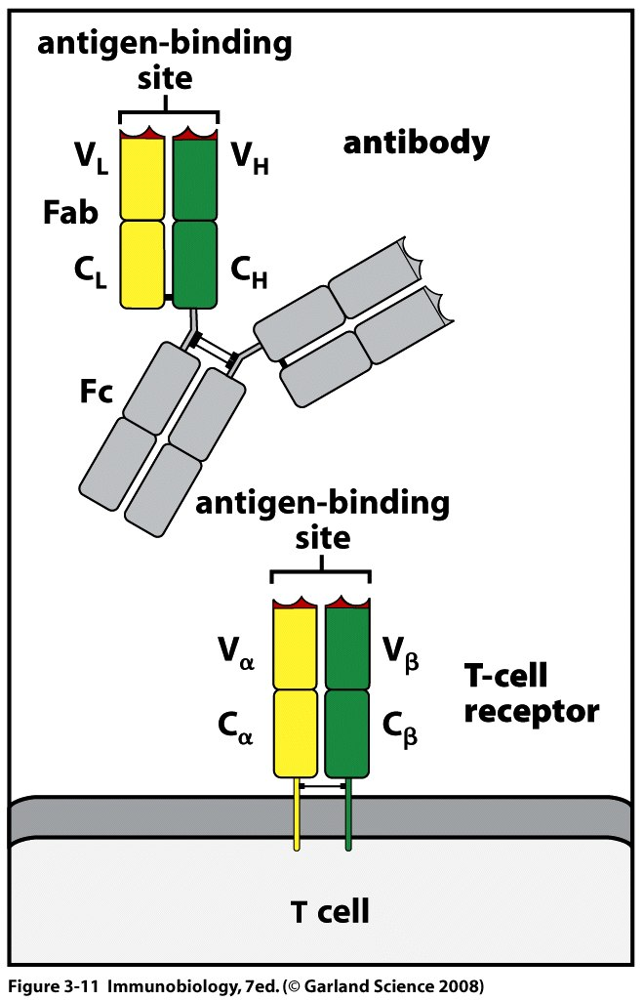 antigen-binding
site
antibody
VL
VH
Fab
CL
CH
Fc
antigen-binding
site
Vα
Vβ
T-cell
receptor
Cα
Cβ
T cell
Figure 3-11 Immunobiology, 7ed. (© Garland Science 2008)